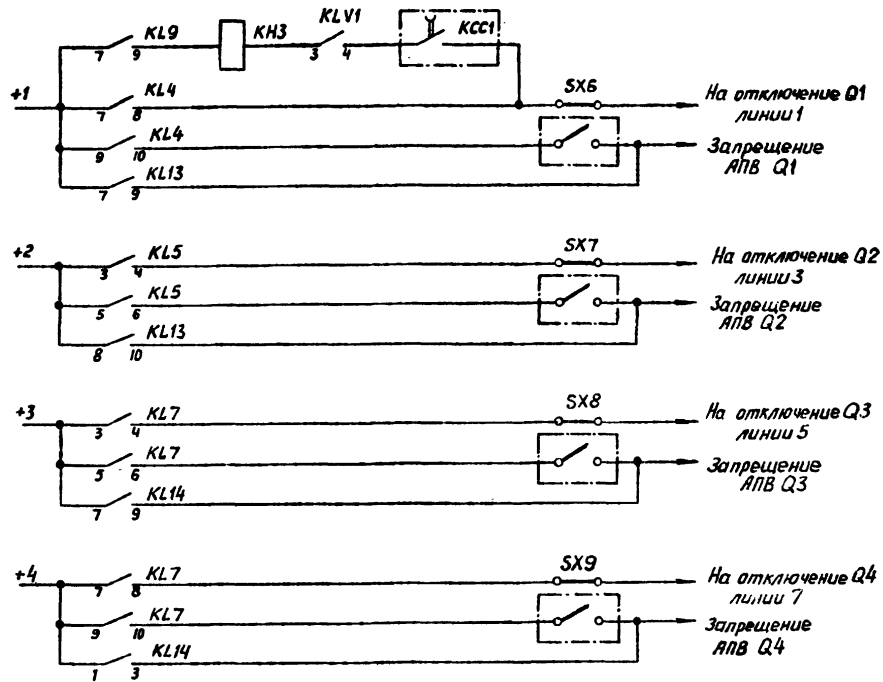 KL9 KH3 KLV1 KCC1
7 9 3 4
+1 KL4 SX6 На отключение Q1
7 8 линии 1
KL4 Запрещение
9 10 АПВ Q1
KL13
7 9
+2 KL5 SX7 На отключение Q2
3 4 линии 3
KL5 Запрещение
5 6 АПВ Q2
KL13
8 10
+3 KL7 SX8 На отключение Q3
3 4 линии 5
KL7 Запрещение
5 6 АПВ Q3
KL14
7 9
+4 KL7 SX9 На отключение Q4
7 8 линии 7
KL7 Запрещение
9 10 АПВ Q4
KL14
1 3